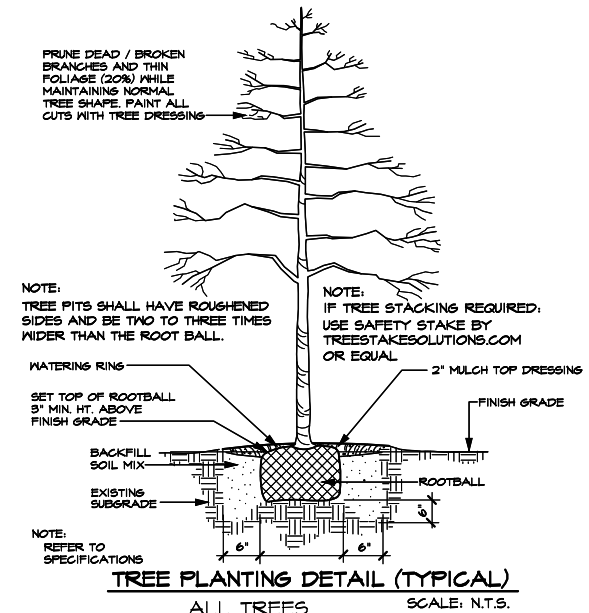 PRUNE DEAD / BROKEN
BRANCHES AND THIN
FOLIAGE (20%) WHILE
MAINTAINING NORMAL
TREE SHAPE. PAINT ALL
CUTS WITH TREE DRESSING
NOTE:
TREE PITS SHALL HAVE ROUGHENED
SIDES AND BE TWO TO THREE TIMES
WIDER THAN THE ROOT BALL.
NOTE:
IF TREE STACKING REQUIRED:
USE SAFETY STAKE BY
TREESTAKESOLUTIONS.COM
OR EQUAL
WATERING RING
2" MULCH TOP DRESSING
SET TOP OF ROOTBALL
3" MIN. HT. ABOVE
FINISH GRADE
FINISH GRADE
BACKFILL
SOIL MIX
ROOTBALL
EXISTING
SUBGRADE
6"
NOTE:
REFER TO
SPECIFICATIONS
6"
6"
TREE PLANTING DETAIL (TYPICAL)
ALL TREES
SCALE: N.T.S.